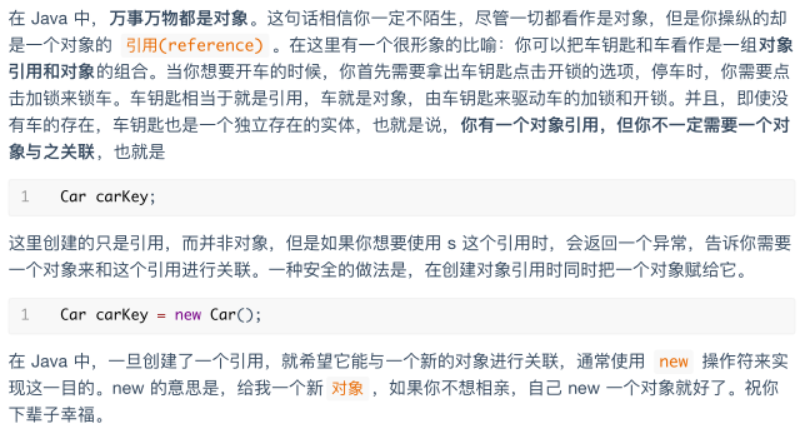 在 Java 中，万事万物都是对象。这句话相信你一定不陌生，尽管一切都看作是对象，但是你操纵的却
是一个对象的 引用(reference) 。在这里有一个很形象的比喻：你可以把车钥匙和车看作是一组对象
引用和对象的组合。当你想要开车的时候，你首先需要拿出车钥匙点击开锁的选项，停车时，你需要点
击加锁来锁车。车钥匙相当于就是引用，车就是对象，由车钥匙来驱动车的加锁和开锁。并且，即使没
有车的存在，车钥匙也是一个独立存在的实体，也就是说，你有一个对象引用，但你不一定需要一个对
象与之关联，也就是
1 Car carKey;
这里创建的只是引用，而并非对象，但是如果你想要使用 s 这个引用时，会返回一个异常，告诉你需要
一个对象来和这个引用进行关联。一种安全的做法是，在创建对象引用时同时把一个对象赋给它。
1 Car carKey = new Car();
在 Java 中，一旦创建了一个引用，就希望它能与一个新的对象进行关联，通常使用 new 操作符来实
现这一目的。new 的意思是，给我一个新 对象 ，如果你不想相亲，自己 new 一个对象就好了。祝你
下辈子幸福。